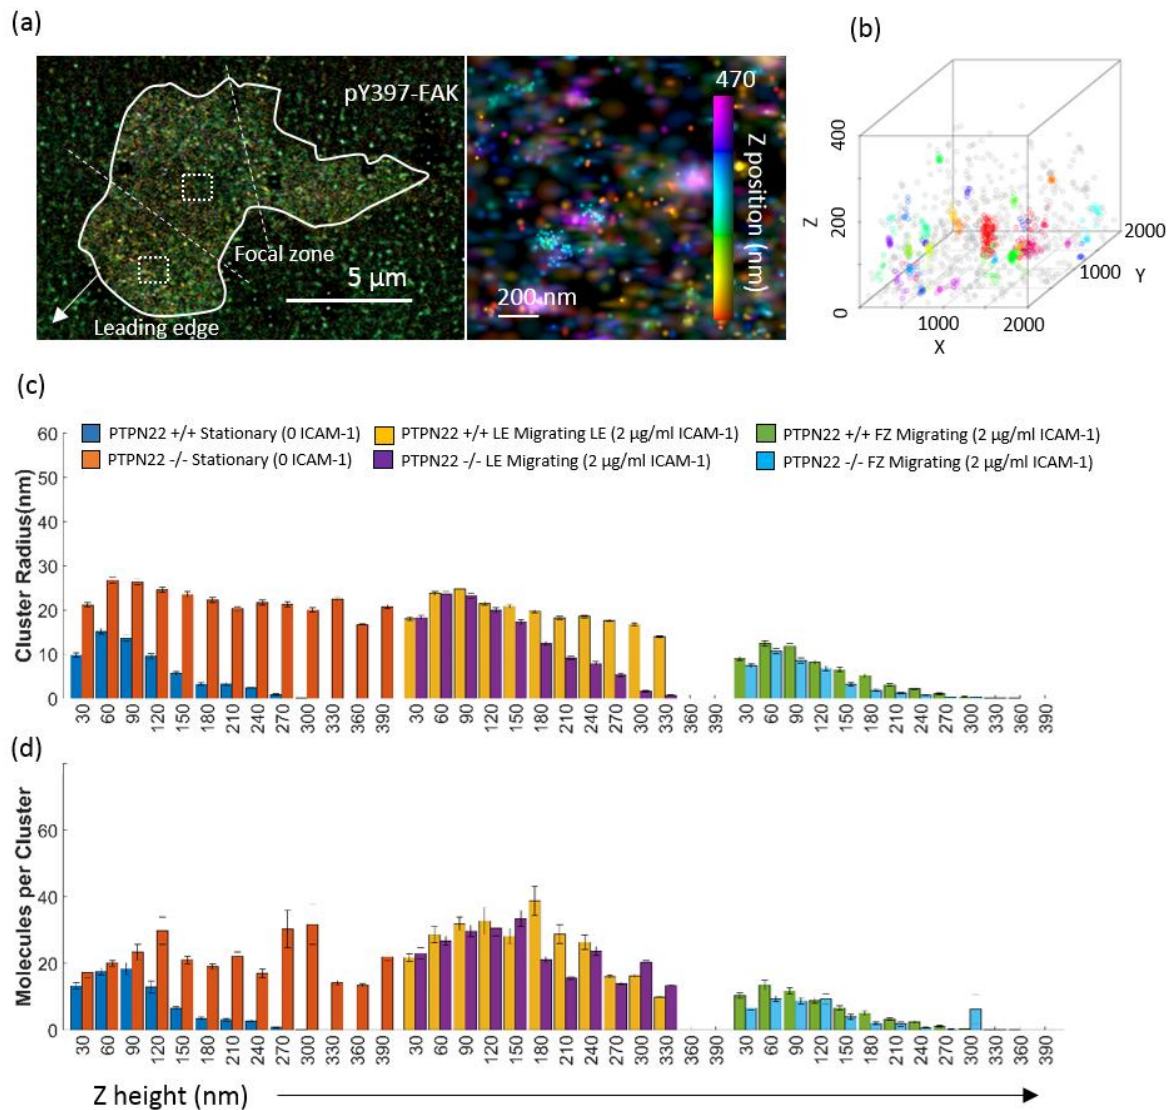 (a)
pY397-FAK
Focal zone
5 µm
Leading edge
470
Z position (nm)
200 nm
(b)
400
200
0
Z
1000
2000
X
2000
1000
Y
(c)
PTPN22 +/+ Stationary (0 ICAM-1)
PTPN22 -/- Stationary (0 ICAM-1)
PTPN22 +/+ LE Migrating LE (2 µg/ml ICAM-1)
PTPN22 -/- LE Migrating (2 µg/ml ICAM-1)
PTPN22 +/+ FZ Migrating (2 µg/ml ICAM-1)
PTPN22 -/- FZ Migrating (2 µg/ml ICAM-1)
Cluster Radius(nm)
60
50
40
30
20
10
0
30 60 90 120 150 180 210 240 270 300 330 360 390
30 60 90 120 150 180 210 240 270 300 330 360 390
30 60 90 120 150 180 210 240 270 300 330 360 390
(d)
Molecules per Cluster
60
40
20
0
30 60 90 120 150 180 210 240 270 300 330 360 390
30 60 90 120 150 180 210 240 270 300 330 360 390
30 60 90 120 150 180 210 240 270 300 330 360 390
Z height (nm)